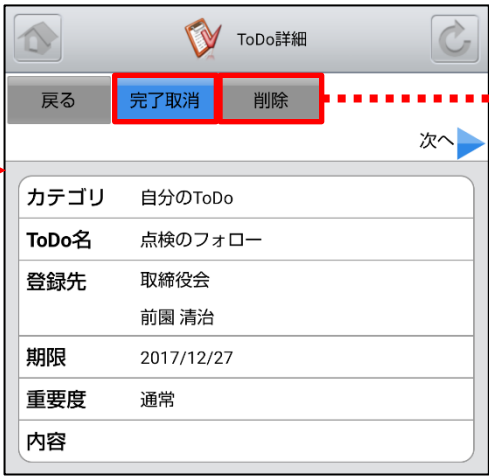 ToDo詳細
戻る 完了取消 削除
次へ
カテゴリ 自分のToDo
ToDo名 点検のフォロー
登録先 取締役会
前園 清治
期限 2017/12/27
重要度 通常
内容